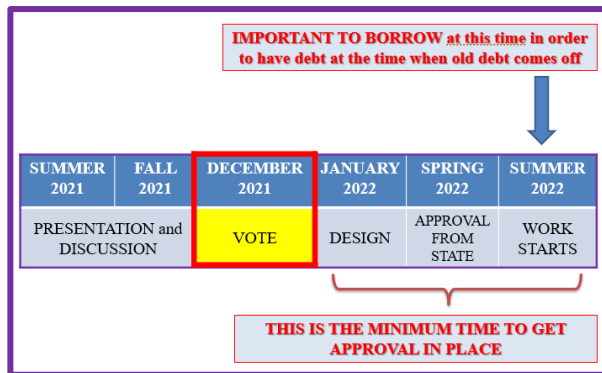 IMPORTANT TO BORROW at this time in order
to have debt at the time when old debt comes off
SUMMER 2021
FALL 2021
DECEMBER 2021
JANUARY 2022
SPRING 2022
SUMMER 2022
PRESENTATION and
DISCUSSION
VOTE
DESIGN
APPROVAL
FROM
STATE
WORK
STARTS
THIS IS THE MINIMUM TIME TO GET
APPROVAL IN PLACE